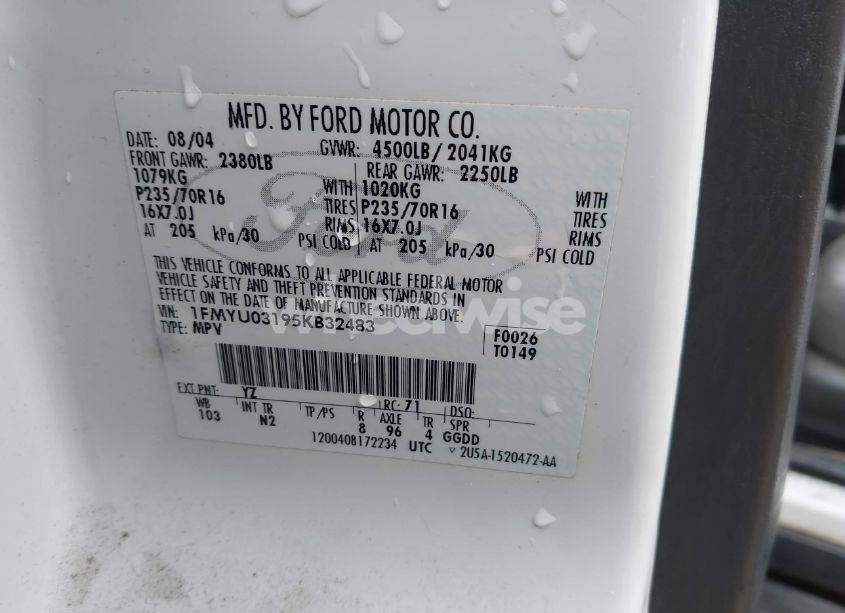 MFD. BY FORD MOTOR CO.
DATE: 08/04 GVWR: 4500LB/ 2041KG
FRONT GAWR: 2380LB REAR GAWR: 2250LB
1079KG WITH 1020KG WITH
P235/70R16 TIRES P235/70R16 TIRES
16X7.0J RIMS 16X7.0J RIMS
AT 205 kPa/30 PSI COLD AT 205 kPa/30 PSI COLD
THIS VEHICLE CONFORMS TO ALL APPLICABLE FEDERAL MOTOR
VEHICLE SAFETY AND THEFT PREVENTION STANDARDS IN
EFFECT ON THE DATE OF MANUFACTURE SHOWN ABOVE.
VIN: 1FMYU03195KB32483
TYPE: MPV
F0026
T0149
EXT PNT: YZ RC: 71 DSO:
WB INT TR TP/PS R AXLE TR SPR
103 N2 8 96 4 GGDD
1200408172234 UTC 2U5A-1520472-AA
Ford
wheelwise